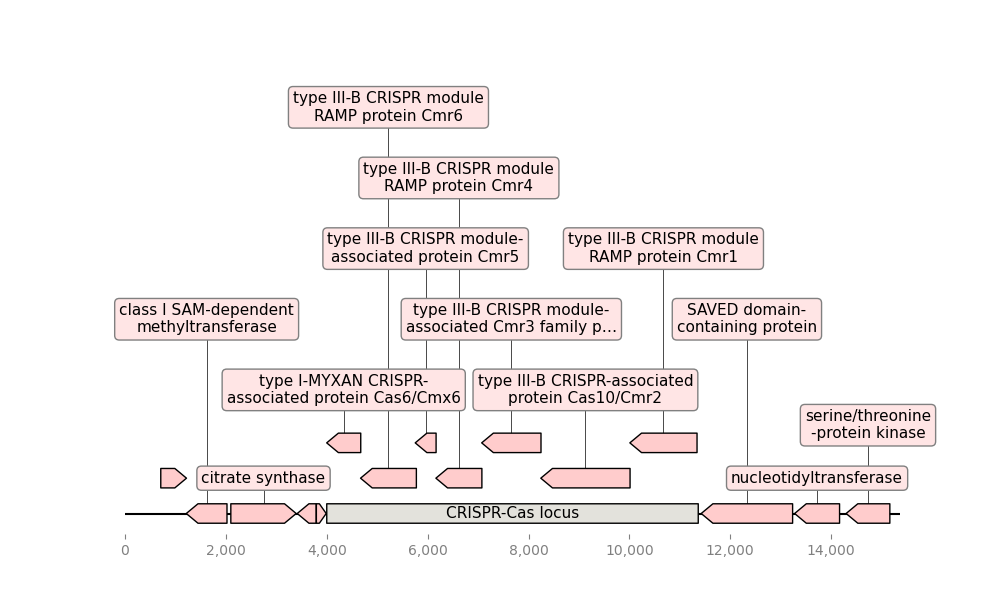 type III-B CRISPR module
RAMP protein Cmr6
type III-B CRISPR module
RAMP protein Cmr4
type III-B CRISPR module-
associated protein Cmr5
type III-B CRISPR module
RAMP protein Cmr1
class I SAM-dependent
methyltransferase
type III-B CRISPR module-
associated Cmr3 family p…
SAVED domain-
containing protein
type I-MYXAN CRISPR-
associated protein Cas6/Cmx6
type III-B CRISPR-associated
protein Cas10/Cmr2
serine/threonine
-protein kinase
citrate synthase
nucleotidyltransferase
CRISPR-Cas locus
0 2,000 4,000 6,000 8,000 10,000 12,000 14,000